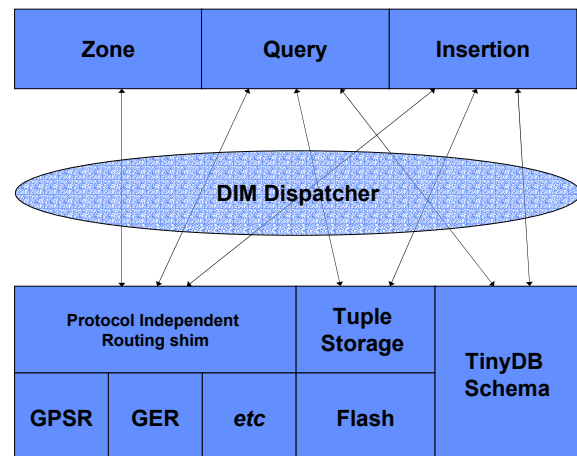 Zone
Query
Insertion
DIM Dispatcher
Protocol Independent
Routing shim
Tuple
Storage
TinyDB
Schema
GPSR
GER
etc
Flash